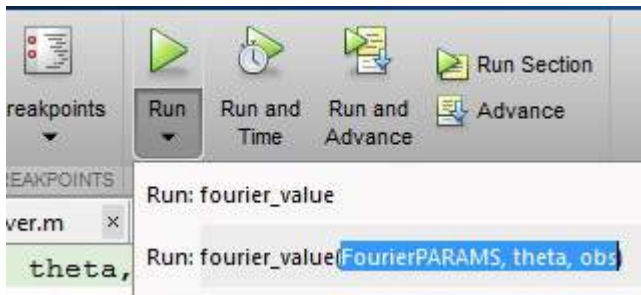 reakpoints
Run
Run and
Time
Run and
Advance
Run Section
Advance
EAKPOINTS
ver.m ×
theta,
Run: fourier_value
Run: fourier_value(FourierPARAMS, theta, obs)